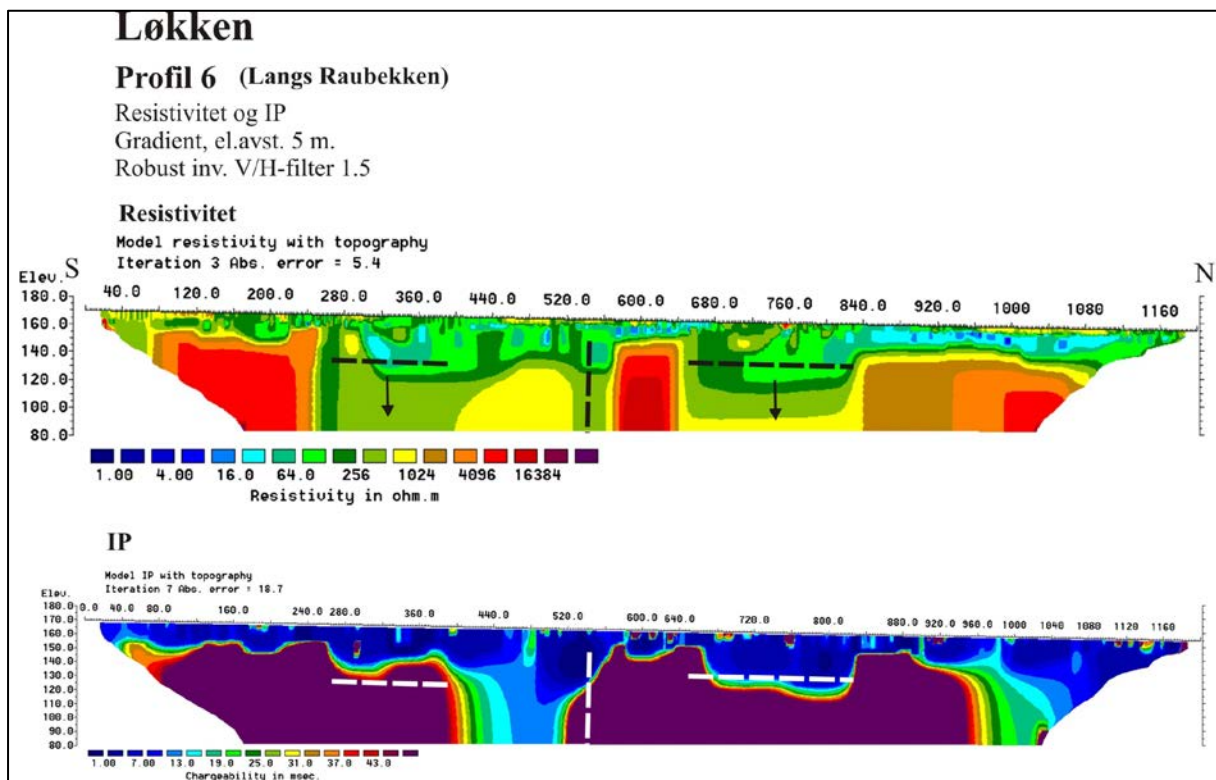 Løkken
Profil 6 (Langs Raubekken)
Resistivitet og IP
Gradient, el.avst. 5 m.
Robust inv. V/H-filter 1.5
Resistivitet
Model resistivity with topography
Iteration 3 Abs. error = 5.4
Elev. S N
40.0 120.0 200.0 280.0 360.0 440.0 520.0 600.0 680.0 760.0 840.0 920.0 1000 1080 1160
180.0
160.0
140.0
120.0
100.0
80.0
1.00 4.00 16.0 64.0 256 1024 4096 16384
Resistivity in ohm.m
IP
Model IP with topography
Iteration 7 Abs. error = 18.7
Elev.
180.0 0.0 40.0 80.0 160.0 240.0 280.0 360.0 440.0 520.0 600.0 640.0 720.0 800.0 880.0 920.0 960.0 1000 1040 1080 1120 1160
170.0
160.0
150.0
140.0
130.0
120.0
110.0
100.0
90.0
80.0
1.00 7.00 13.0 19.0 25.0 31.0 37.0 43.0
Chargeability in msec.